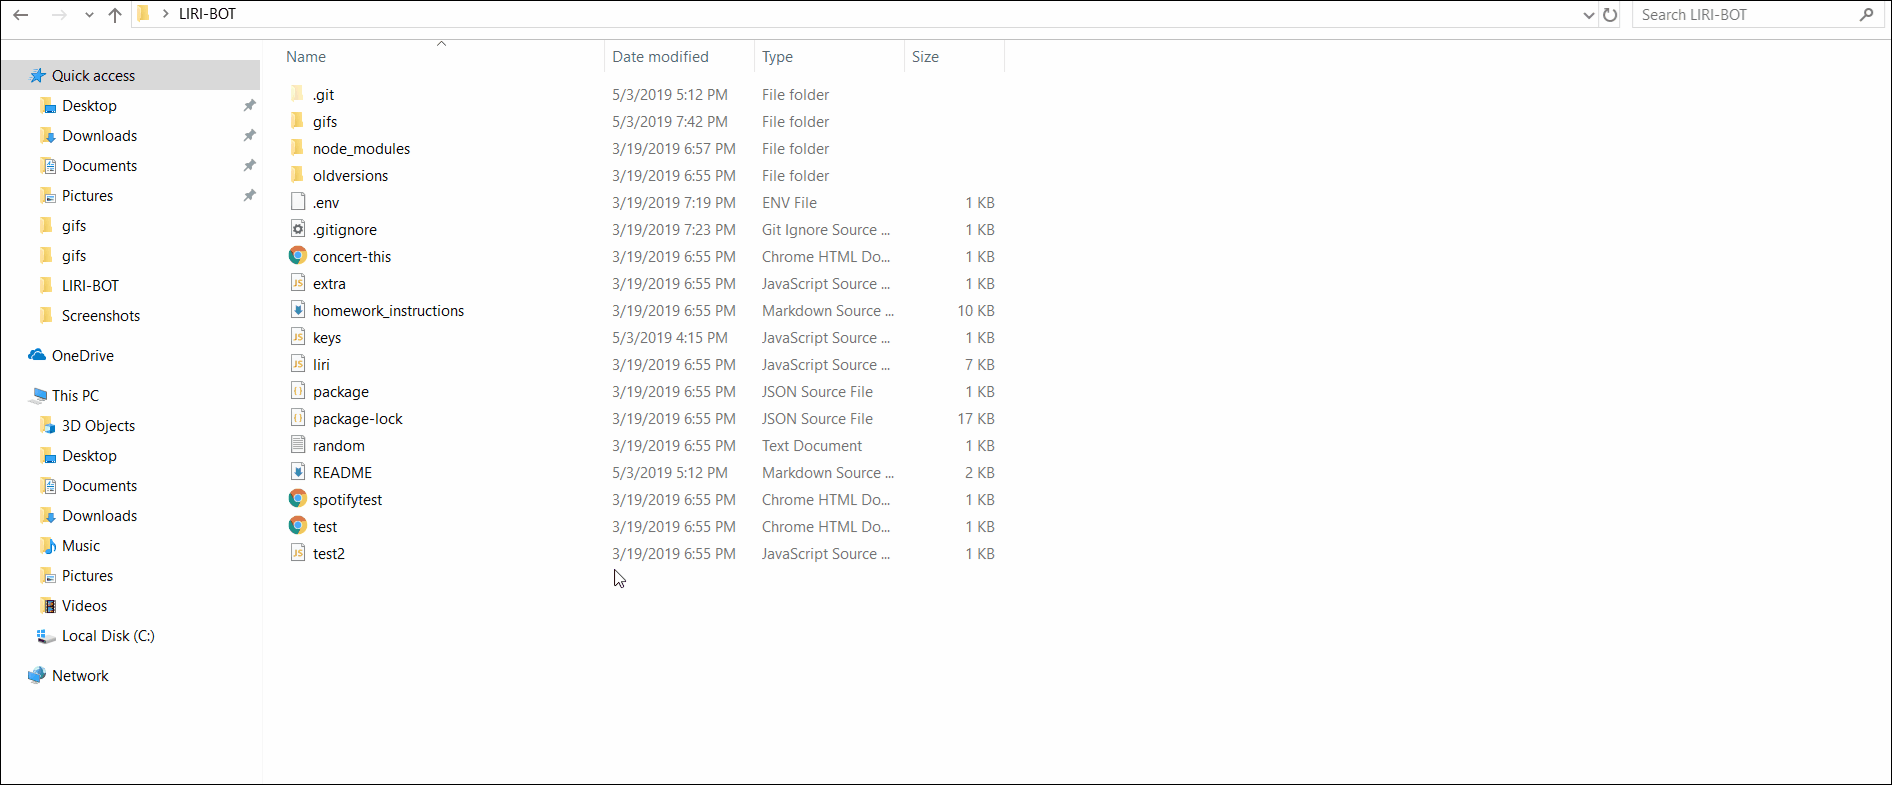 LIRI-BOT
Search LIRI-BOT
Quick access
Desktop
Downloads
Documents
Pictures
gifs
gifs
LIRI-BOT
Screenshots
OneDrive
This PC
3D Objects
Desktop
Documents
Downloads
Music
Pictures
Videos
Local Disk (C:)
Network
Name Date modified Type Size
.git 5/3/2019 5:12 PM File folder
gifs 5/3/2019 7:42 PM File folder
node_modules 3/19/2019 6:57 PM File folder
oldversions 3/19/2019 6:55 PM File folder
.env 3/19/2019 7:19 PM ENV File 1 KB
.gitignore 3/19/2019 7:23 PM Git Ignore Source ... 1 KB
concert-this 3/19/2019 6:55 PM Chrome HTML Do... 1 KB
extra 3/19/2019 6:55 PM JavaScript Source ... 1 KB
homework_instructions 3/19/2019 6:55 PM Markdown Source ... 10 KB
keys 5/3/2019 4:15 PM JavaScript Source ... 1 KB
liri 3/19/2019 6:55 PM JavaScript Source ... 7 KB
package 3/19/2019 6:55 PM JSON Source File 1 KB
package-lock 3/19/2019 6:55 PM JSON Source File 17 KB
random 3/19/2019 6:55 PM Text Document 1 KB
README 5/3/2019 5:12 PM Markdown Source ... 2 KB
spotifytest 3/19/2019 6:55 PM Chrome HTML Do... 1 KB
test 3/19/2019 6:55 PM Chrome HTML Do... 1 KB
test2 3/19/2019 6:55 PM JavaScript Source ... 1 KB